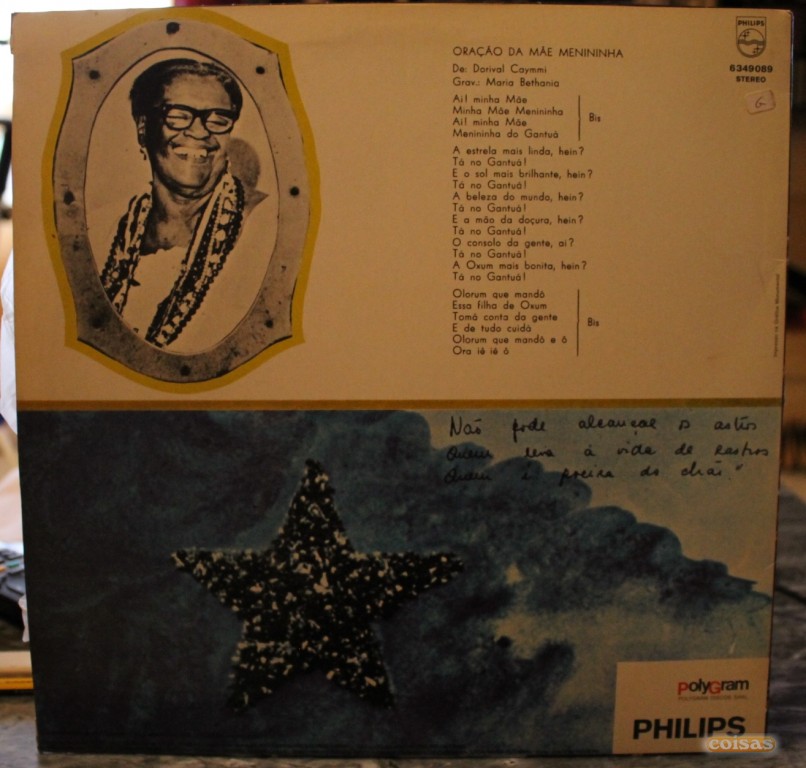 PHILIPS
6349089
STEREO
G
ORAÇÃO DA MÃE MENININHA
De: Dorival Caymmi
Grav.: Maria Bethania
Ai! minha Mãe
Minha Mãe Menininha
Ai! minha Mãe
Menininha do Gantuá
Bis
A estrela mais linda, hein?
Tá no Gantuá!
E o sol mais brilhante, hein?
Tá no Gantuá!
A beleza do mundo, hein?
Tá no Gantuá!
E a mão da doçura, hein?
Tá no Gantuá!
O consolo da gente, ai?
Tá no Gantuá!
A Oxum mais bonita, hein?
Tá no Gantuá!
Olorum que mandô
Essa filha de Oxum
Tomá conta da gente
E de tudo cuidá
Olorum que mandô e ô
Ora iê iê ô
Bis
Não pode alcançar os astros
Quem leva a vida de rastros
Quem é poeira do chão."
PolyGram
PHILIPS
coisas